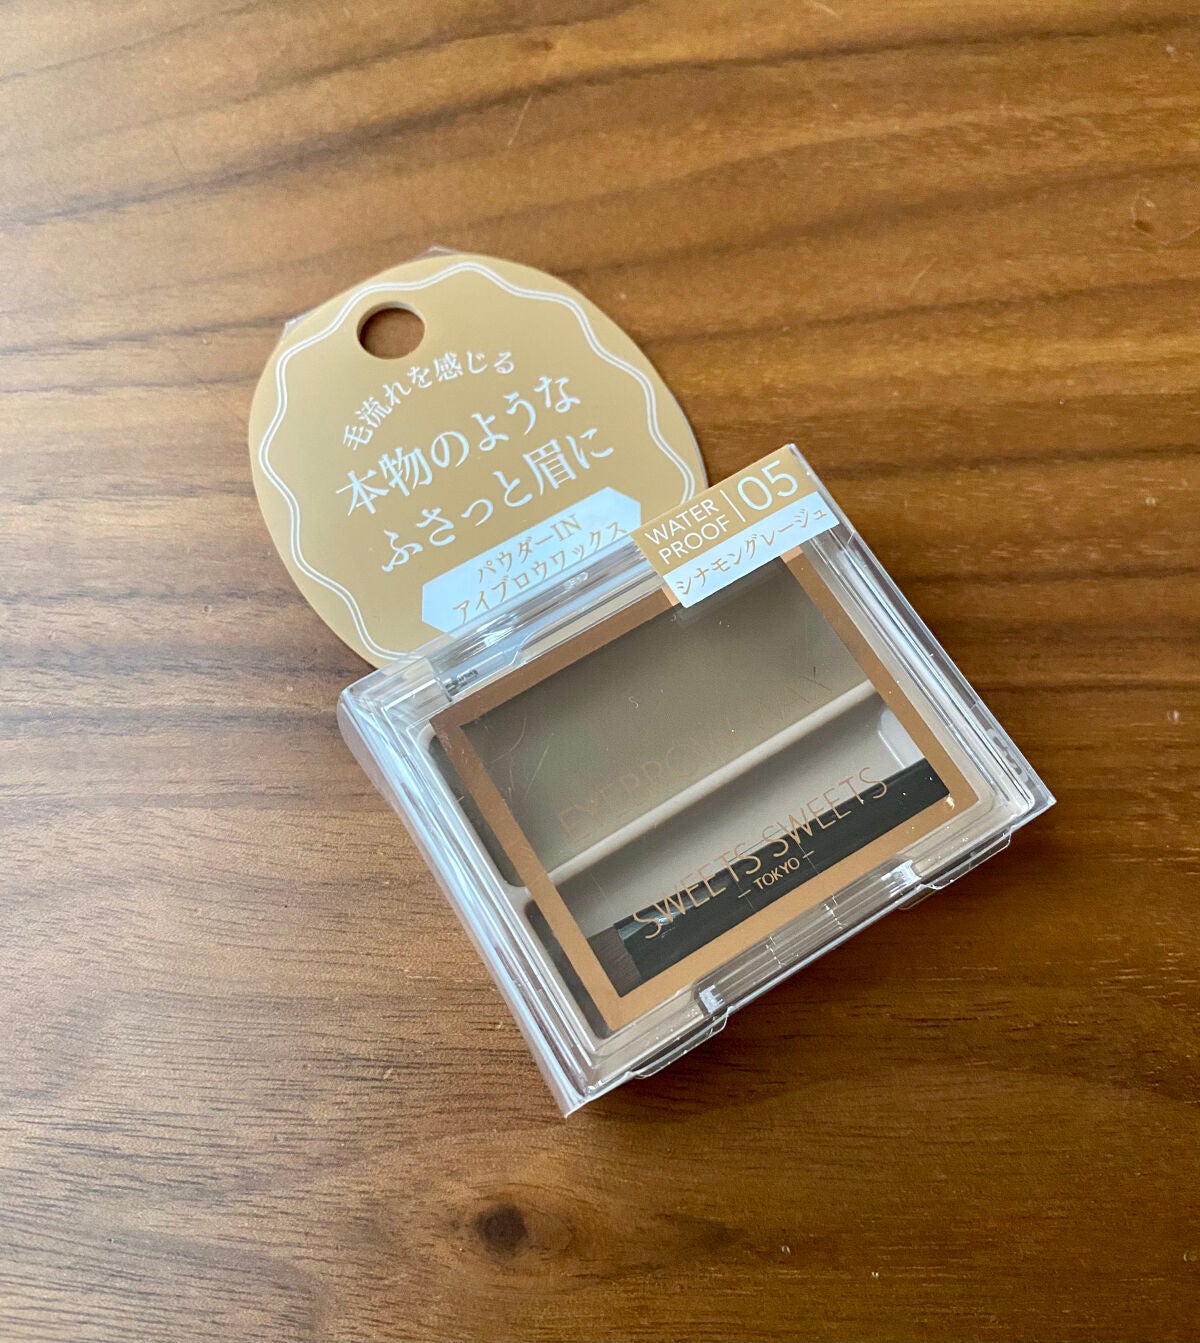 毛流れを感じる
本物のような
ふさっと眉に
パウダーIN
アイブロウワックス
WATER
PROOF
05
シナモングレージュ
EYEBROW WAX
SWEETS SWEETS
TOKYO